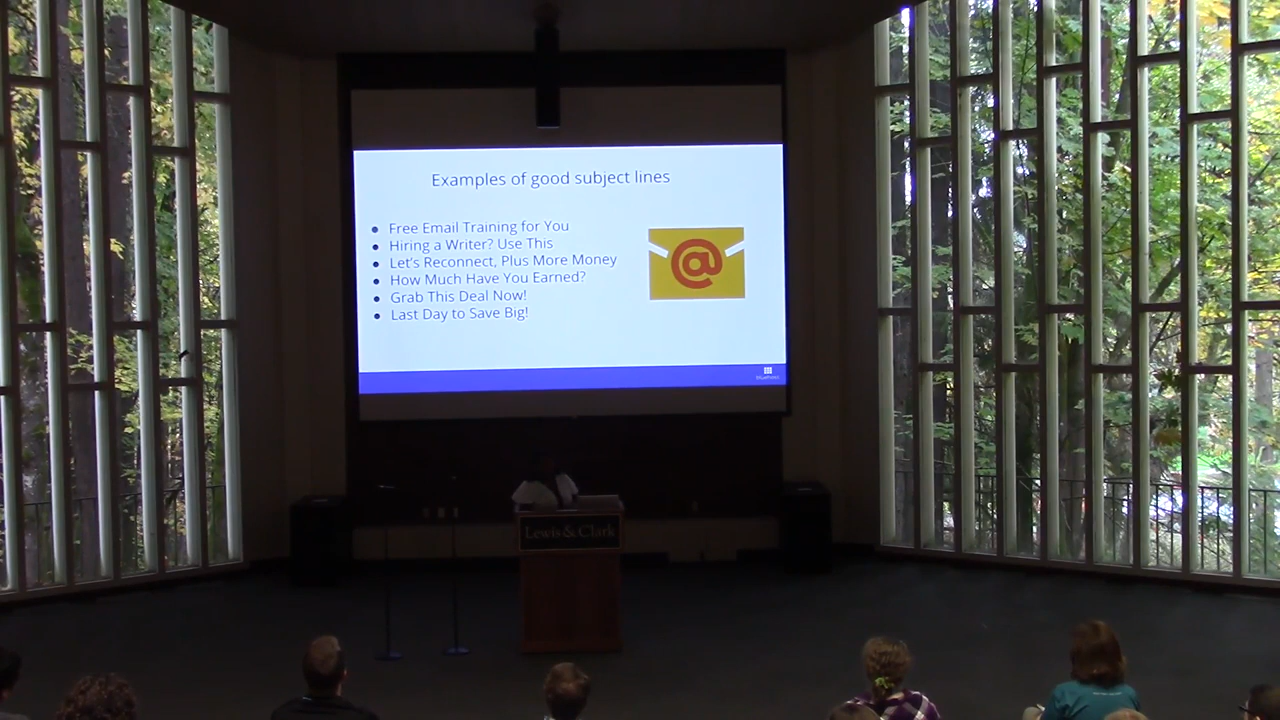 Examples of good subject lines
● Free Email Training for You
● Hiring a Writer? Use This
● Let's Reconnect, Plus More Money
● How Much Have You Earned?
● Grab This Deal Now!
● Last Day to Save Big!
@
Lewis & Clark